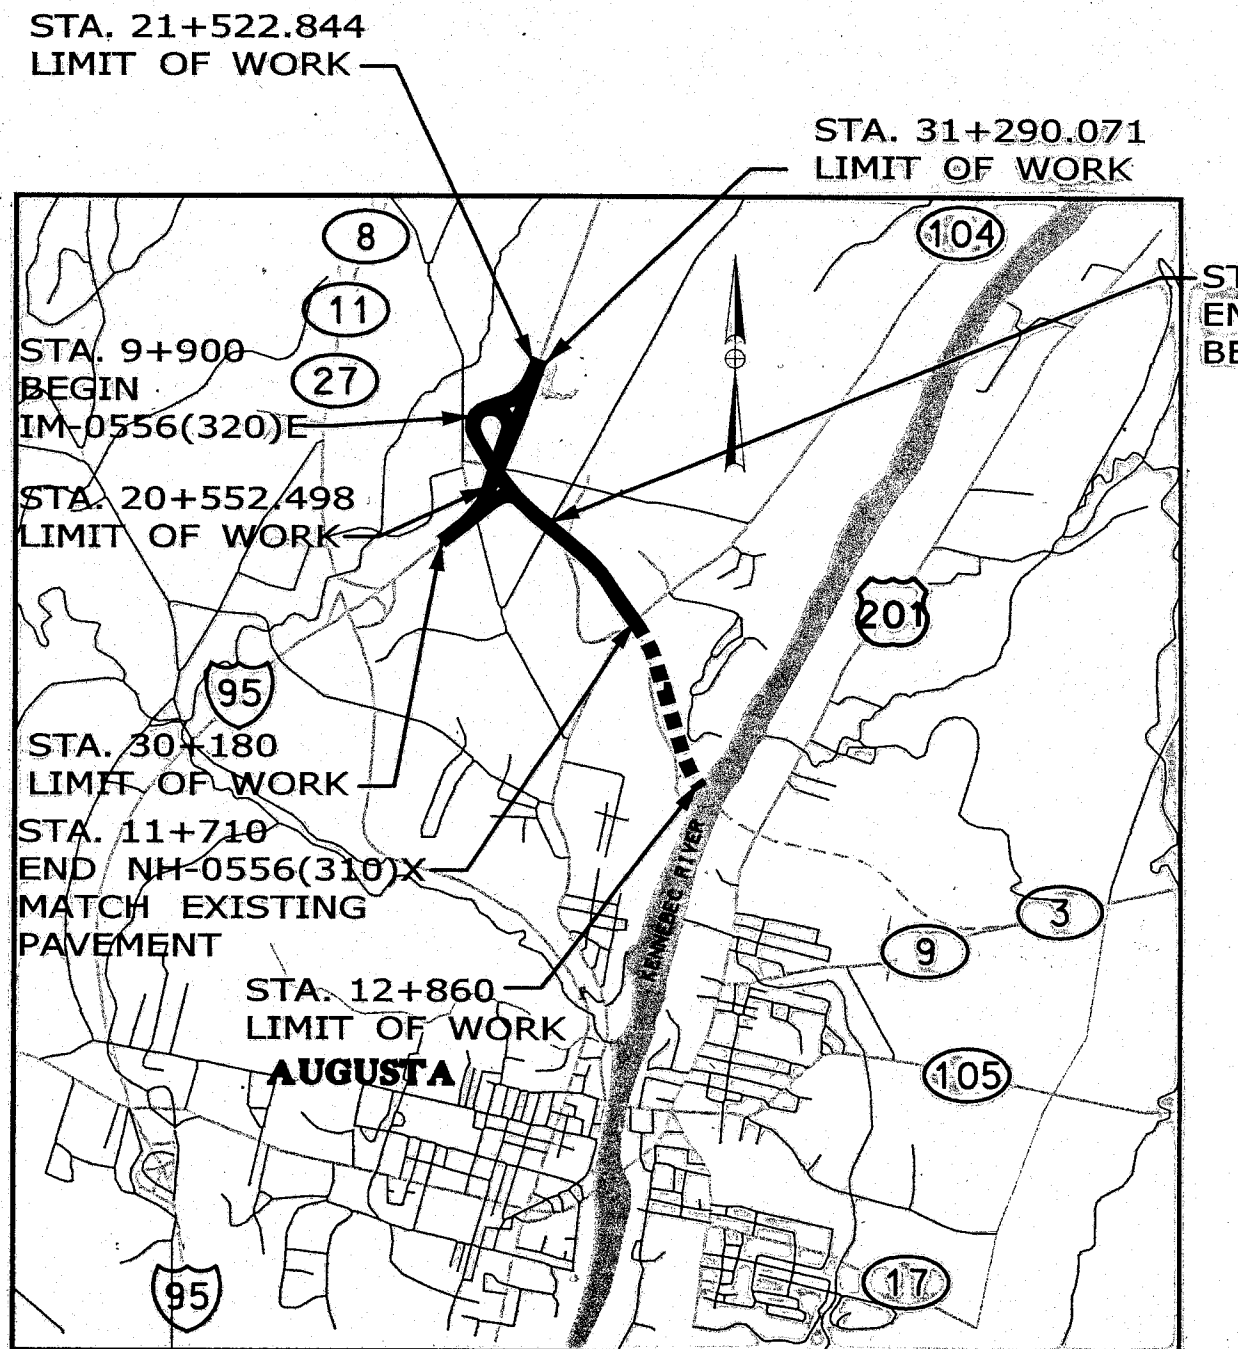 STA. 21+522.844
LIMIT OF WORK
STA. 31+290.071
LIMIT OF WORK
8
104
11
27
STA. 9+900
BEGIN
IM-0556(320)E
STA. 20+552.498
LIMIT OF WORK
201
95
STA. 30+180
LIMIT OF WORK
STA. 11+710
END NH-0556(310)X
MATCH EXISTING
PAVEMENT
KENNEBEC RIVER
3
9
STA. 12+860
LIMIT OF WORK
AUGUSTA
105
95
17